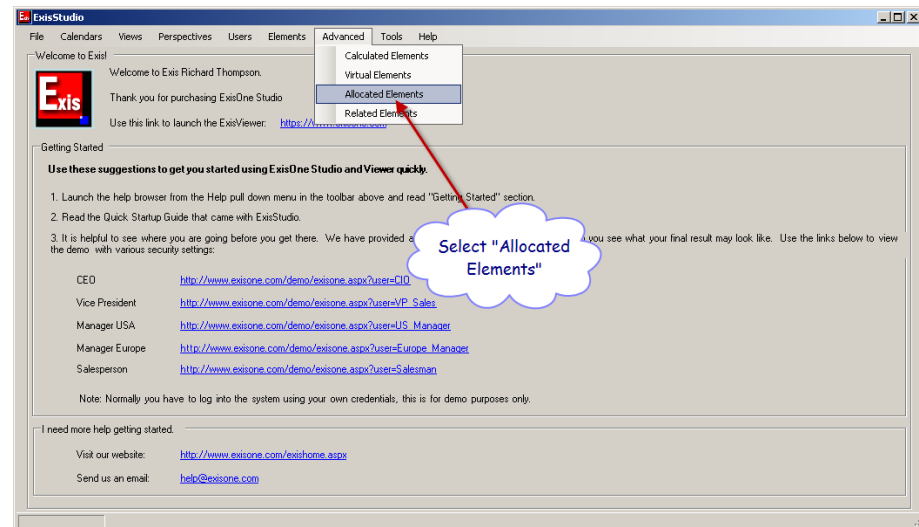 ExisStudio
File Calendars Views Perspectives Users Elements Advanced Tools Help
Calculated Elements
Virtual Elements
Allocated Elements
Related Elements
Welcome to Exis!
Exis
Welcome to Exis Richard Thompson.
Thank you for purchasing ExisOne Studio
Use this link to launch the ExisViewer: https://www.exisone.com
Getting Started
Use these suggestions to get you started using ExisOne Studio and Viewer quickly.
1. Launch the help browser from the Help pull down menu in the toolbar above and read "Getting Started" section.
2. Read the Quick Startup Guide that came with ExisStudio.
3. It is helpful to see where you are going before you get there. We have provided a you see what your final result may look like. Use the links below to view
the demo with various security settings:
Select "Allocated
Elements"
CEO http://www.exisone.com/demo/exisone.aspx?user=CIO
Vice President http://www.exisone.com/demo/exisone.aspx?user=VP_Sales
Manager USA http://www.exisone.com/demo/exisone.aspx?user=US_Manager
Manager Europe http://www.exisone.com/demo/exisone.aspx?user=Europe_Manager
Salesperson http://www.exisone.com/demo/exisone.aspx?user=Salesman
Note: Normally you have to log into the system using your own credentials, this is for demo purposes only.
I need more help getting started.
Visit our website: http://www.exisone.com/exishome.aspx
Send us an email: help@exisone.com